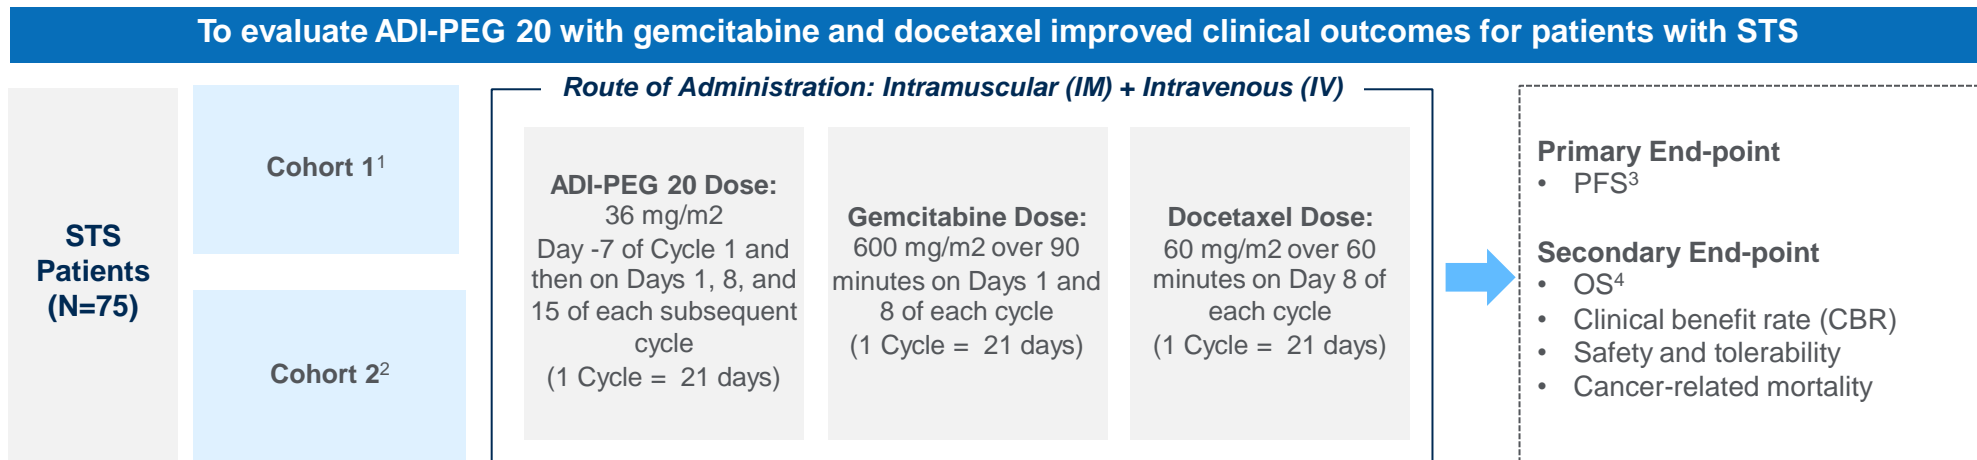 To evaluate ADI-PEG 20 with gemcitabine and docetaxel improved clinical outcomes for patients with STS
STS
Patients
(N=75)
Cohort 1¹
Cohort 2²
Route of Administration: Intramuscular (IM) + Intravenous (IV)
ADI-PEG 20 Dose:
36 mg/m2
Day -7 of Cycle 1 and
then on Days 1, 8, and
15 of each subsequent
cycle
(1 Cycle = 21 days)
Gemcitabine Dose:
600 mg/m2 over 90
minutes on Days 1 and
8 of each cycle
(1 Cycle = 21 days)
Docetaxel Dose:
60 mg/m2 over 60
minutes on Day 8 of
each cycle
(1 Cycle = 21 days)
Primary End-point
• PFS³
Secondary End-point
• OS⁴
• Clinical benefit rate (CBR)
• Safety and tolerability
• Cancer-related mortality